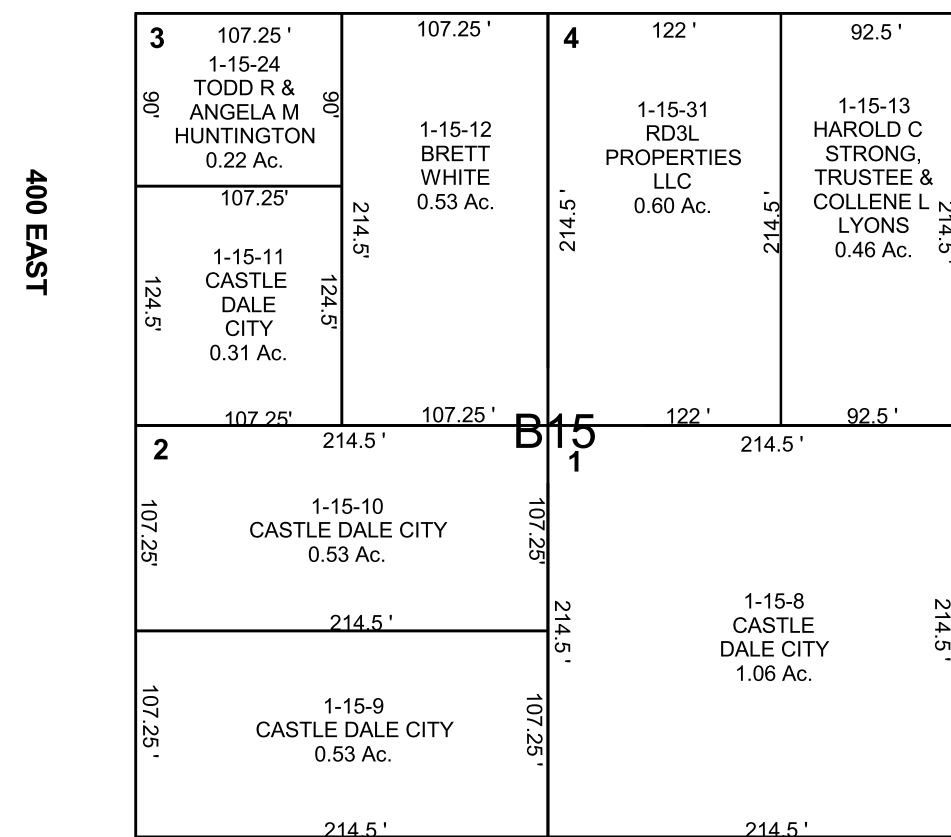 400 EAST
3
107.25 '
1-15-24
TODD R &
ANGELA M
HUNTINGTON
0.22 Ac.
90'
90'
107.25'
1-15-11
CASTLE
DALE
CITY
0.31 Ac.
124.5'
124.5'
107.25'
107.25 '
1-15-12
BRETT
WHITE
0.53 Ac.
214.5'
107.25 '
4
122 '
1-15-31
RD3L
PROPERTIES
LLC
0.60 Ac.
214.5 '
214.5'
122 '
92.5 '
1-15-13
HAROLD C
STRONG,
TRUSTEE &
COLLENE L
LYONS
0.46 Ac.
214.5'
92.5 '
B15
2
214.5 '
1-15-10
CASTLE DALE CITY
0.53 Ac.
107.25'
107.25'
214.5 '
1-15-9
CASTLE DALE CITY
0.53 Ac.
107.25 '
107.25 '
214.5 '
1
214.5 '
1-15-8
CASTLE
DALE CITY
1.06 Ac.
214.5 '
214.5 '
214.5 '